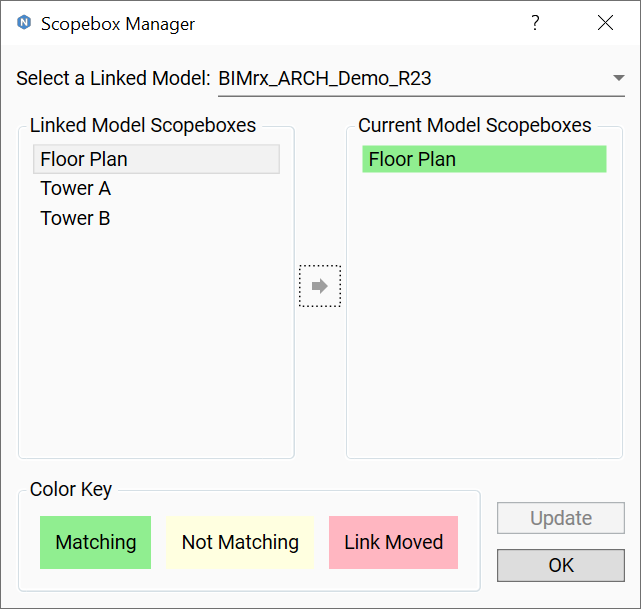 Scopebox Manager
Select a Linked Model: BIMrx_ARCH_Demo_R23
Linked Model Scopeboxes
Floor Plan
Tower A
Tower B
Current Model Scopeboxes
Floor Plan
Color Key
Matching
Not Matching
Link Moved
Update
OK